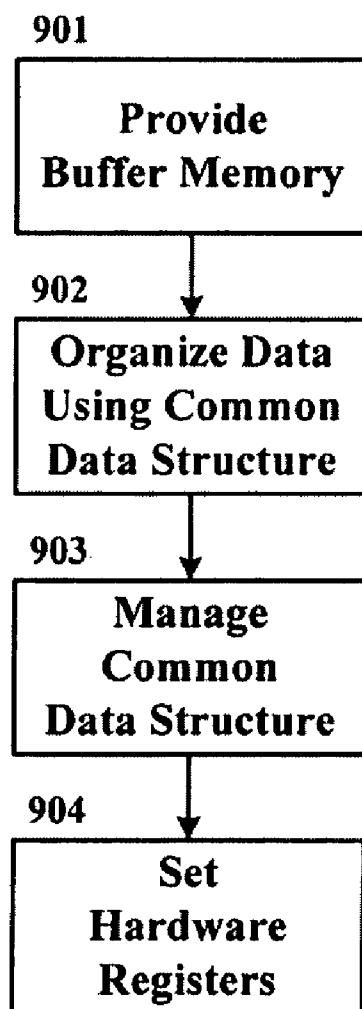 901
Provide
Buffer Memory
902
Organize Data
Using Common
Data Structure
903
Manage
Common
Data Structure
904
Set
Hardware
Registers